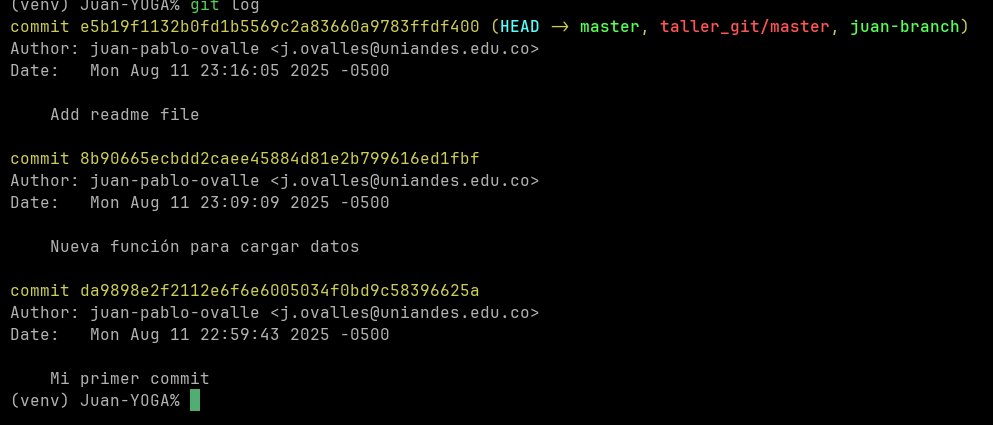 (venv) Juan-YOGA% git log
commit e5b19f1132b0fd1b5569c2a83660a9783ffdf400 (HEAD -> master, taller_git/master, juan-branch)
Author: juan-pablo-ovalle <j.ovalles@uniandes.edu.co>
Date:   Mon Aug 11 23:16:05 2025 -0500
    Add readme file
commit 8b90665ecbdd2caee45884d81e2b799616ed1fbf
Author: juan-pablo-ovalle <j.ovalles@uniandes.edu.co>
Date:   Mon Aug 11 23:09:09 2025 -0500
    Nueva función para cargar datos
commit da9898e2f2112e6f6e6005034f0bd9c58396625a
Author: juan-pablo-ovalle <j.ovalles@uniandes.edu.co>
Date:   Mon Aug 11 22:59:43 2025 -0500
    Mi primer commit
(venv) Juan-YOGA%